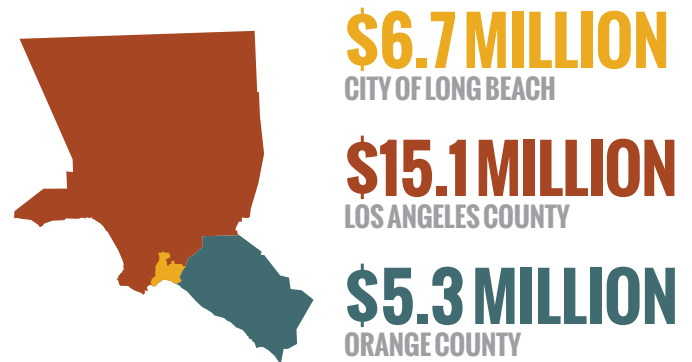 $6.7 MILLION
CITY OF LONG BEACH
$15.1 MILLION
LOS ANGELES COUNTY
$5.3 MILLION
ORANGE COUNTY